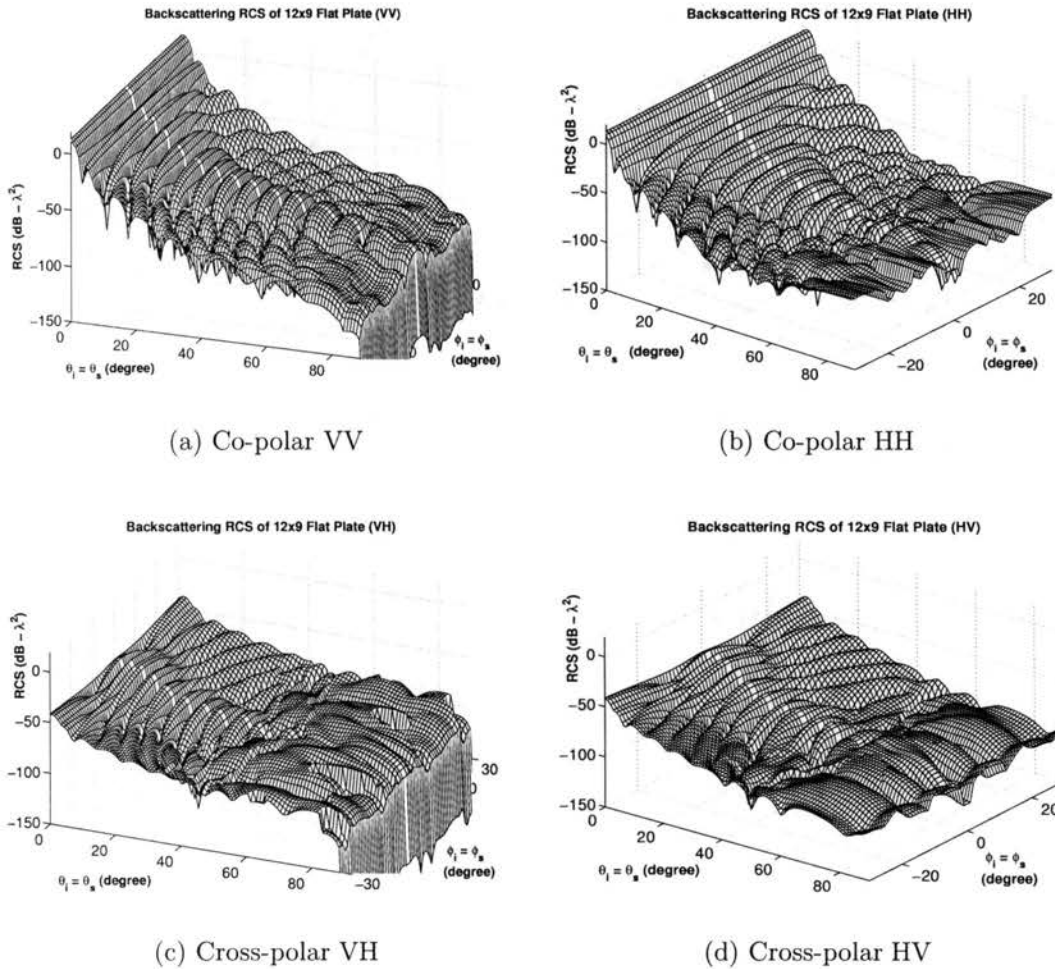 Backscattering RCS of 12x9 Flat Plate (VV)
RCS (dB − λ²)
0
−50
−100
−150
0
20
40
60
80
0
θi = θs (degree)
ϕi = ϕs
(degree)
(a) Co-polar VV
Backscattering RCS of 12x9 Flat Plate (HH)
RCS (dB − λ²)
0
−50
−100
−150
0
20
40
60
80
−20
0
20
θi = θs (degree)
ϕi = ϕs
(degree)
(b) Co-polar HH
Backscattering RCS of 12x9 Flat Plate (VH)
RCS (dB − λ²)
0
−50
−100
−150
0
20
40
60
80
−30
0
30
θi = θs (degree)
ϕi = ϕs
(degree)
(c) Cross-polar VH
Backscattering RCS of 12x9 Flat Plate (HV)
RCS (dB − λ²)
0
−50
−100
−150
0
20
40
60
80
−20
0
20
θi = θs (degree)
ϕi = ϕs
(degree)
(d) Cross-polar HV